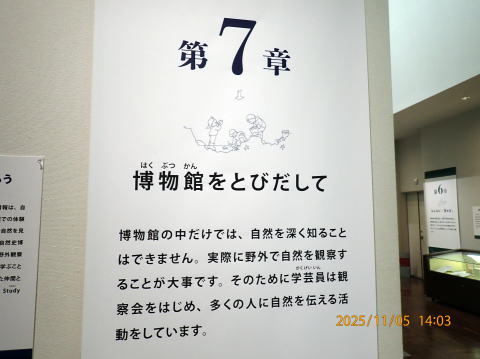 第7章
はく ぶつ かん
博物館をとびだして
博物館の中だけでは、自然を深く知ること
はできません。実際に野外で自然を観察す
ることが大事です。そのために学芸員は観
がくげいいん
察会をはじめ、多くの人に自然を伝える活
動をしています。
第6章
Study
2025/11/05 14:03